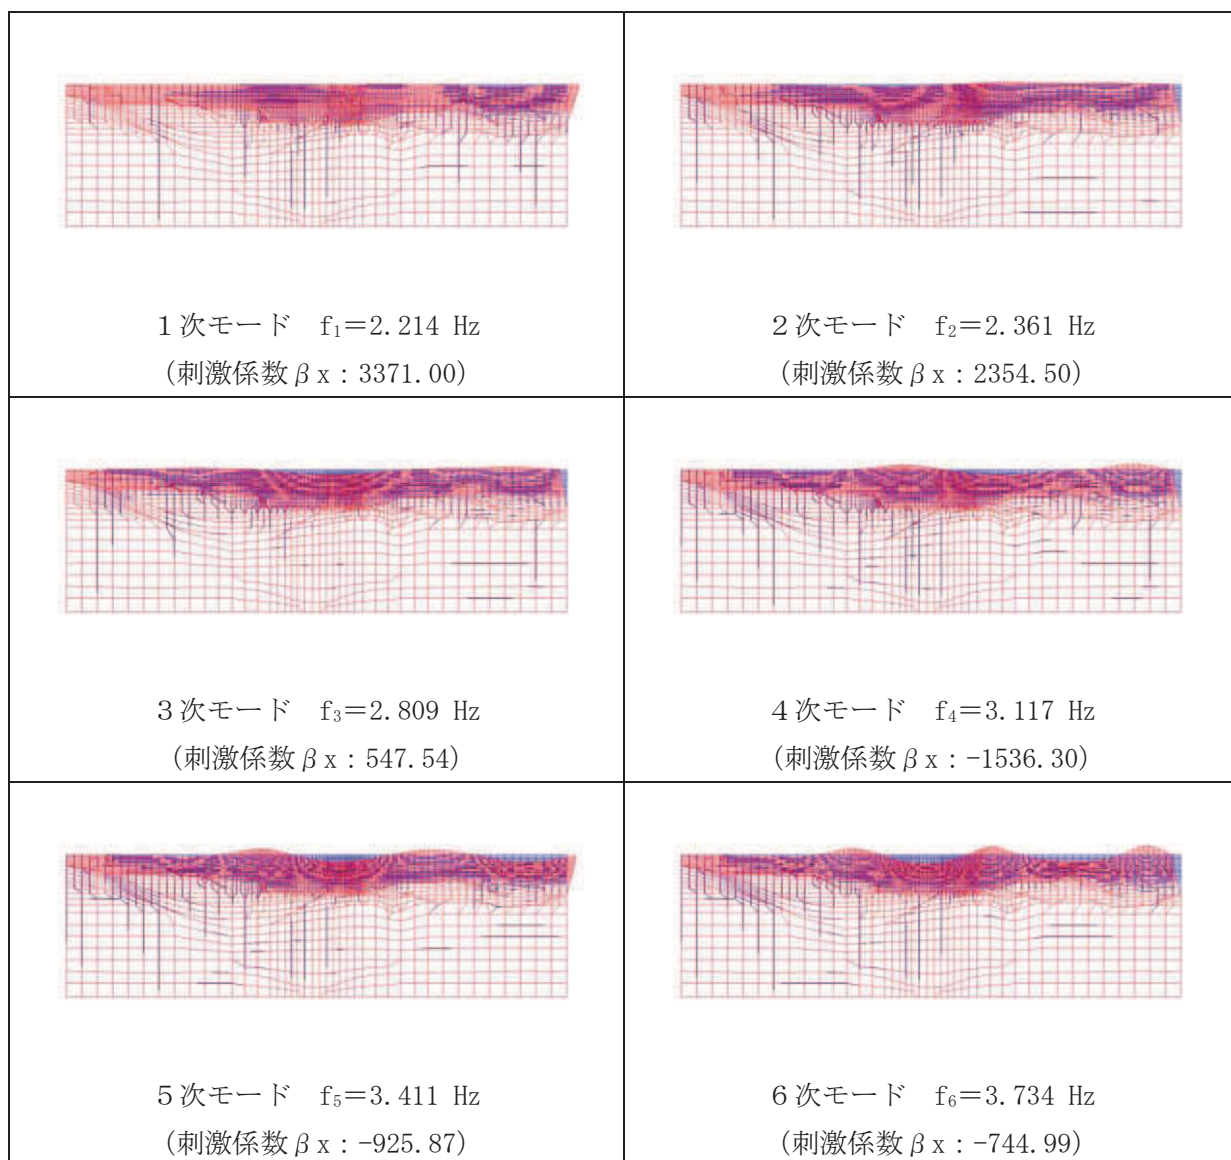 1次モード f₁=2.214 Hz
(刺激係数βx:3371.00)
2次モード f₂=2.361 Hz
(刺激係数βx:2354.50)
3次モード f₃=2.809 Hz
(刺激係数βx:547.54)
4次モード f₄=3.117 Hz
(刺激係数βx:-1536.30)
5次モード f₅=3.411 Hz
(刺激係数βx:-925.87)
6次モード f₆=3.734 Hz
(刺激係数βx:-744.99)